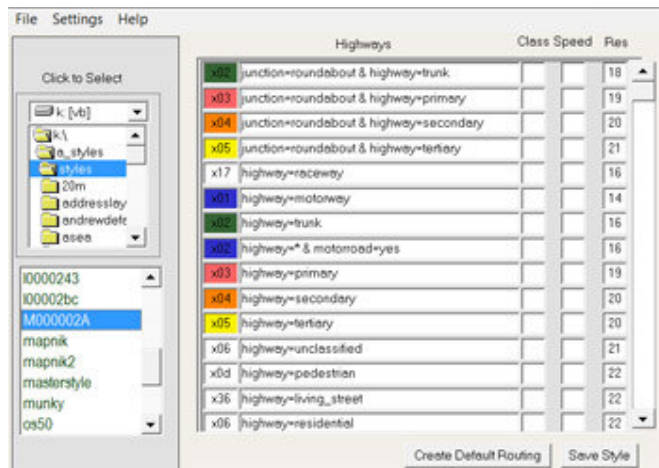 File Settings Help
Highways Class Speed Res
Click to Select
k: [vb]
k:\
a_styles
styles
20m
addresslay
andrewdefe
asea
I0000243
I00002bc
M000002A
mapnik
mapnik2
masterstyle
munky
os50
x02 junction=roundabout & highway=trunk 18
x03 junction=roundabout & highway=primary 19
x04 junction=roundabout & highway=secondary 20
x05 junction=roundabout & highway=tertiary 21
x17 highway=raceway 16
x01 highway=motorway 14
x02 highway=trunk 16
x02 highway=* & motorroad=yes 16
x03 highway=primary 19
x04 highway=secondary 20
x05 highway=tertiary 20
x06 highway=unclassified 21
x0d highway=pedestrian 22
x36 highway=living_street 22
x06 highway=residential 22
Create Default Routing Save Style